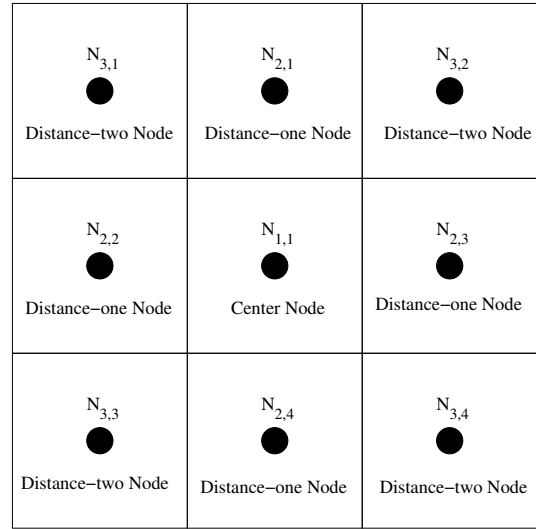 N3,1 N2,1 N3,2
Distance−two Node Distance−one Node Distance−two Node
N2,2 N1,1 N2,3
Distance−one Node Center Node Distance−one Node
N3,3 N2,4 N3,4
Distance−two Node Distance−one Node Distance−two Node